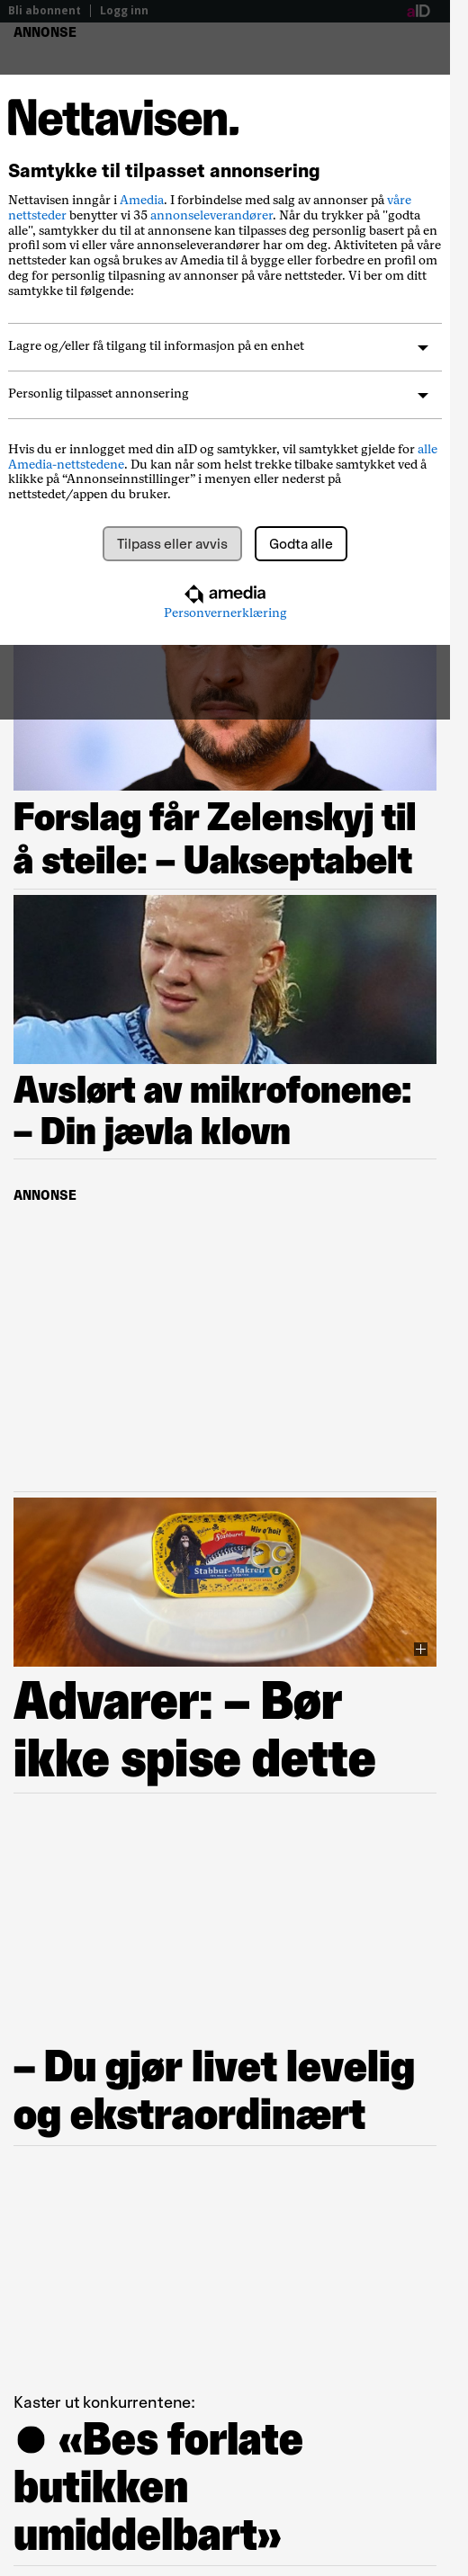 Bli abonnent | Logg inn aID
ANNONSE
Nettavisen.
Samtykke til tilpasset annonsering
Nettavisen inngår i Amedia. I forbindelse med salg av annonser på våre
nettsteder benytter vi 35 annonseleverandører. Når du trykker på "godta
alle", samtykker du til at annonsene kan tilpasses deg personlig basert på en
profil som vi eller våre annonseleverandører har om deg. Aktiviteten på våre
nettsteder kan også brukes av Amedia til å bygge eller forbedre en profil om
deg for personlig tilpasning av annonser på våre nettsteder. Vi ber om ditt
samtykke til følgende:
Lagre og/eller få tilgang til informasjon på en enhet
Personlig tilpasset annonsering
Hvis du er innlogget med din aID og samtykker, vil samtykket gjelde for alle
Amedia-nettstedene. Du kan når som helst trekke tilbake samtykket ved å
klikke på “Annonseinnstillinger” i menyen eller nederst på
nettstedet/appen du bruker.
Tilpass eller avvis Godta alle
amedia
Personvernerklæring
Forslag får Zelenskyj til
å steile: – Uakseptabelt
Avslørt av mikrofonene:
– Din jævla klovn
ANNONSE
Stabbur-Makrell
Advarer: – Bør
ikke spise dette
– Du gjør livet levelig
og ekstraordinært
Kaster ut konkurrentene:
● «Bes forlate
butikken
umiddelbart»